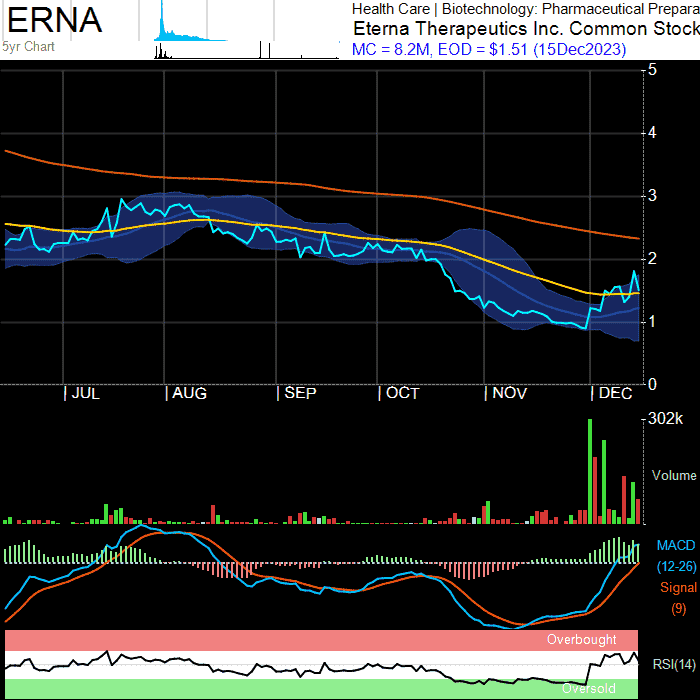 ERNA
5yr Chart
Health Care | Biotechnology: Pharmaceutical Prepara
Eterna Therapeutics Inc. Common Stock
MC = 8.2M, EOD = $1.51 (15Dec2023)
5
4
3
2
1
0
JUL
AUG
SEP
OCT
NOV
DEC
302k
Volume
MACD
(12-26)
Signal
(9)
Overbought
RSI(14)
Oversold